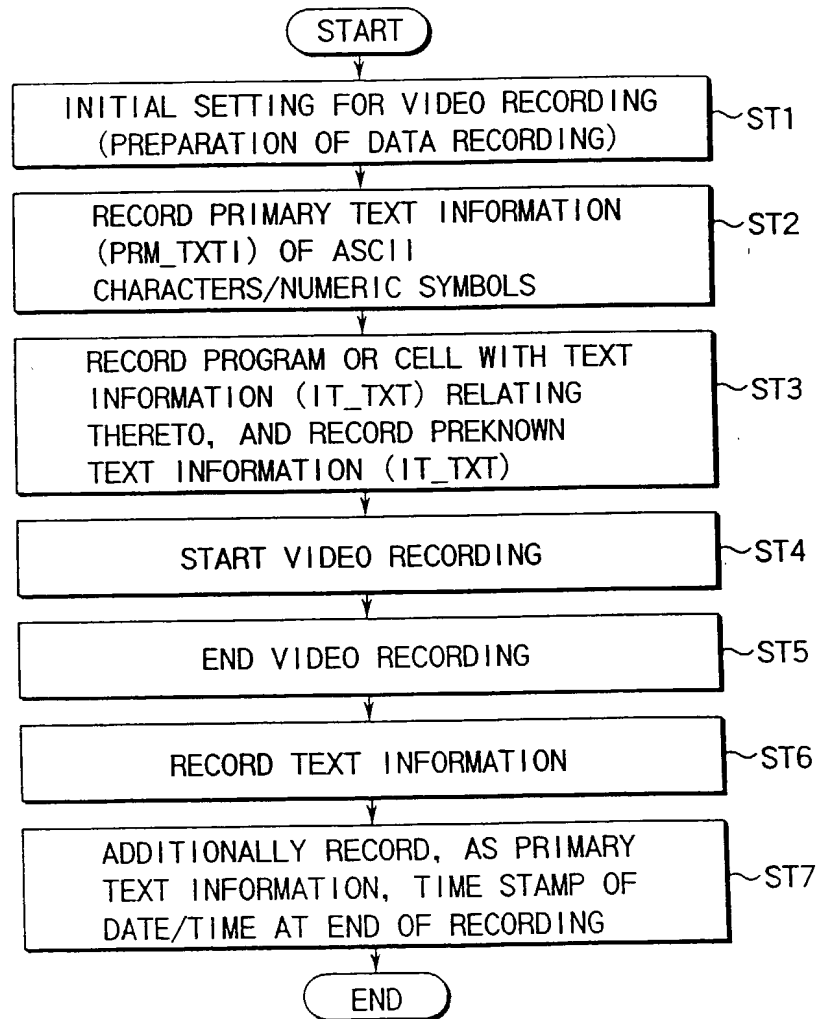 START
INITIAL SETTING FOR VIDEO RECORDING
(PREPARATION OF DATA RECORDING)
ST1
RECORD PRIMARY TEXT INFORMATION
(PRM_TXTI) OF ASCII
CHARACTERS/NUMERIC SYMBOLS
ST2
RECORD PROGRAM OR CELL WITH TEXT
INFORMATION (IT_TXT) RELATING
THERETO, AND RECORD PREKNOWN
TEXT INFORMATION (IT_TXT)
ST3
START VIDEO RECORDING
ST4
END VIDEO RECORDING
ST5
RECORD TEXT INFORMATION
ST6
ADDITIONALLY RECORD, AS PRIMARY
TEXT INFORMATION, TIME STAMP OF
DATE/TIME AT END OF RECORDING
ST7
END